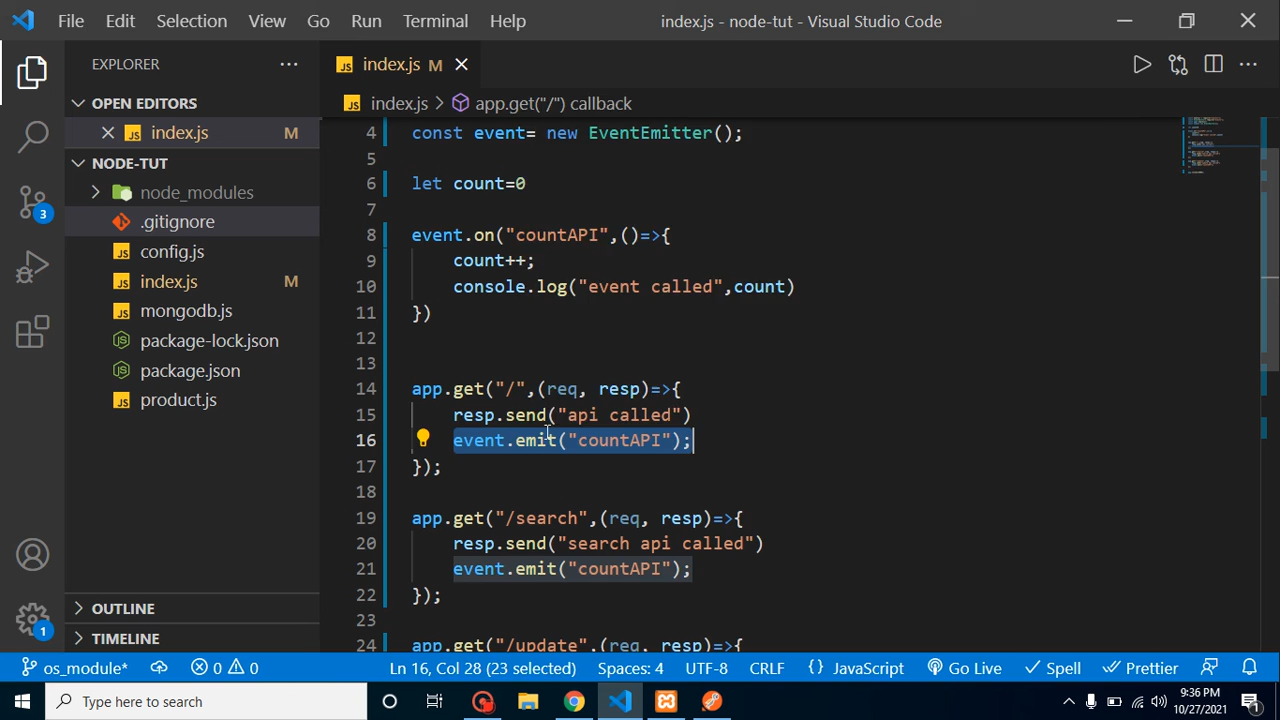 File Edit Selection View Go Run Terminal Help index.js - node-tut - Visual Studio Code
EXPLORER
OPEN EDITORS
index.js M
NODE-TUT
node_modules
.gitignore
config.js
index.js M
mongodb.js
package-lock.json
package.json
product.js
OUTLINE
TIMELINE
3
1
index.js M
index.js > app.get("/") callback
4 const event= new EventEmitter();
5
6 let count=0
7
8 event.on("countAPI",()=>{
9 count++;
10 console.log("event called",count)
11 })
12
13
14 app.get("/",(req, resp)=>{
15 resp.send("api called")
16 event.emit("countAPI");
17 });
18
19 app.get("/search",(req, resp)=>{
20 resp.send("search api called")
21 event.emit("countAPI");
22 });
23
24 app.get("/update",(req, resp)=>{
os_module* 0 0 Ln 16, Col 28 (23 selected) Spaces: 4 UTF-8 CRLF {} JavaScript Go Live Spell Prettier
Type here to search
9:36 PM
10/27/2021
1